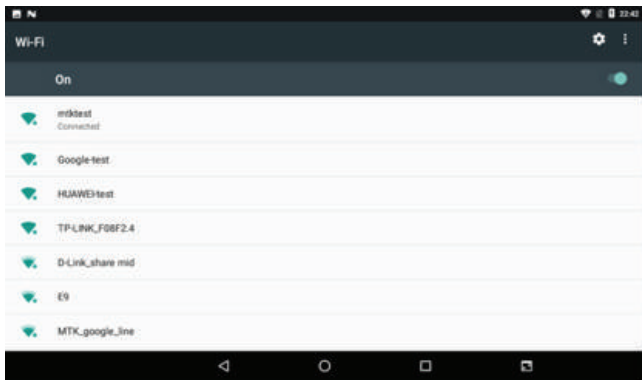 22:42
Wi-Fi
On
mtktest
Connected
Google-test
HUAWEI-test
TP-LINK_F08F2.4
D-Link_share mid
E9
MTK_google_line